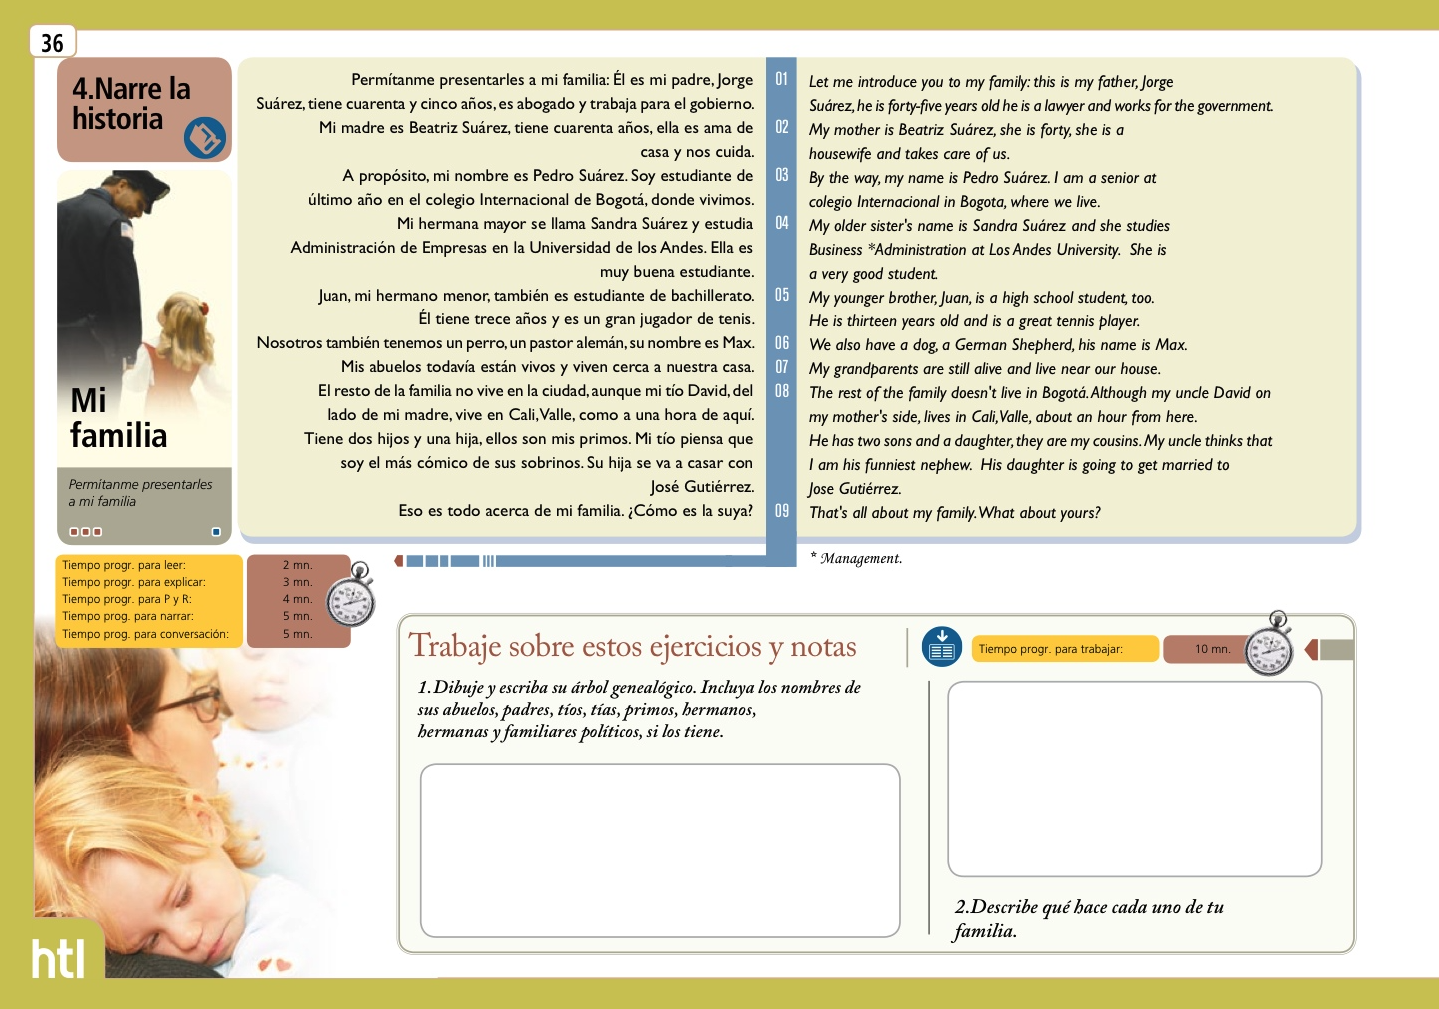 36
4.Narre la
historia
Mi
familia
Permítanme presentarles
a mi familia
Permítanme presentarles a mi familia: Él es mi padre, Jorge
Suárez, tiene cuarenta y cinco años, es abogado y trabaja para el gobierno.
Mi madre es Beatriz Suárez, tiene cuarenta años, ella es ama de
casa y nos cuida.
A propósito, mi nombre es Pedro Suárez. Soy estudiante de
último año en el colegio Internacional de Bogotá, donde vivimos.
Mi hermana mayor se llama Sandra Suárez y estudia
Administración de Empresas en la Universidad de los Andes. Ella es
muy buena estudiante.
Juan, mi hermano menor, también es estudiante de bachillerato.
Él tiene trece años y es un gran jugador de tenis.
Nosotros también tenemos un perro, un pastor alemán, su nombre es Max.
Mis abuelos todavía están vivos y viven cerca a nuestra casa.
El resto de la familia no vive en la ciudad, aunque mi tío David, del
lado de mi madre, vive en Cali, Valle, como a una hora de aquí.
Tiene dos hijos y una hija, ellos son mis primos. Mi tío piensa que
soy el más cómico de sus sobrinos. Su hija se va a casar con
José Gutiérrez.
Eso es todo acerca de mi familia. ¿Cómo es la suya?
01
02
03
04
05
06
07
08
09
Let me introduce you to my family: this is my father, Jorge
Suárez, he is forty-five years old he is a lawyer and works for the government.
My mother is Beatriz Suárez, she is forty, she is a
housewife and takes care of us.
By the way, my name is Pedro Suárez. I am a senior at
colegio Internacional in Bogota, where we live.
My older sister's name is Sandra Suárez and she studies
Business *Administration at Los Andes University. She is
a very good student.
My younger brother, Juan, is a high school student, too.
He is thirteen years old and is a great tennis player.
We also have a dog, a German Shepherd, his name is Max.
My grandparents are still alive and live near our house.
The rest of the family doesn't live in Bogotá. Although my uncle David on
my mother's side, lives in Cali, Valle, about an hour from here.
He has two sons and a daughter, they are my cousins. My uncle thinks that
I am his funniest nephew. His daughter is going to get married to
Jose Gutiérrez.
That's all about my family. What about yours?
* Management.
Tiempo progr. para leer: 2 mn.
Tiempo progr. para explicar: 3 mn.
Tiempo progr. para P y R: 4 mn.
Tiempo prog. para narrar: 5 mn.
Tiempo prog. para conversación: 5 mn.
Trabaje sobre estos ejercicios y notas
Tiempo progr. para trabajar: 10 mn.
1.Dibuje y escriba su árbol genealógico. Incluya los nombres de
sus abuelos, padres, tíos, tías, primos, hermanos,
hermanas y familiares políticos, si los tiene.
2.Describe qué hace cada uno de tu
familia.
htl